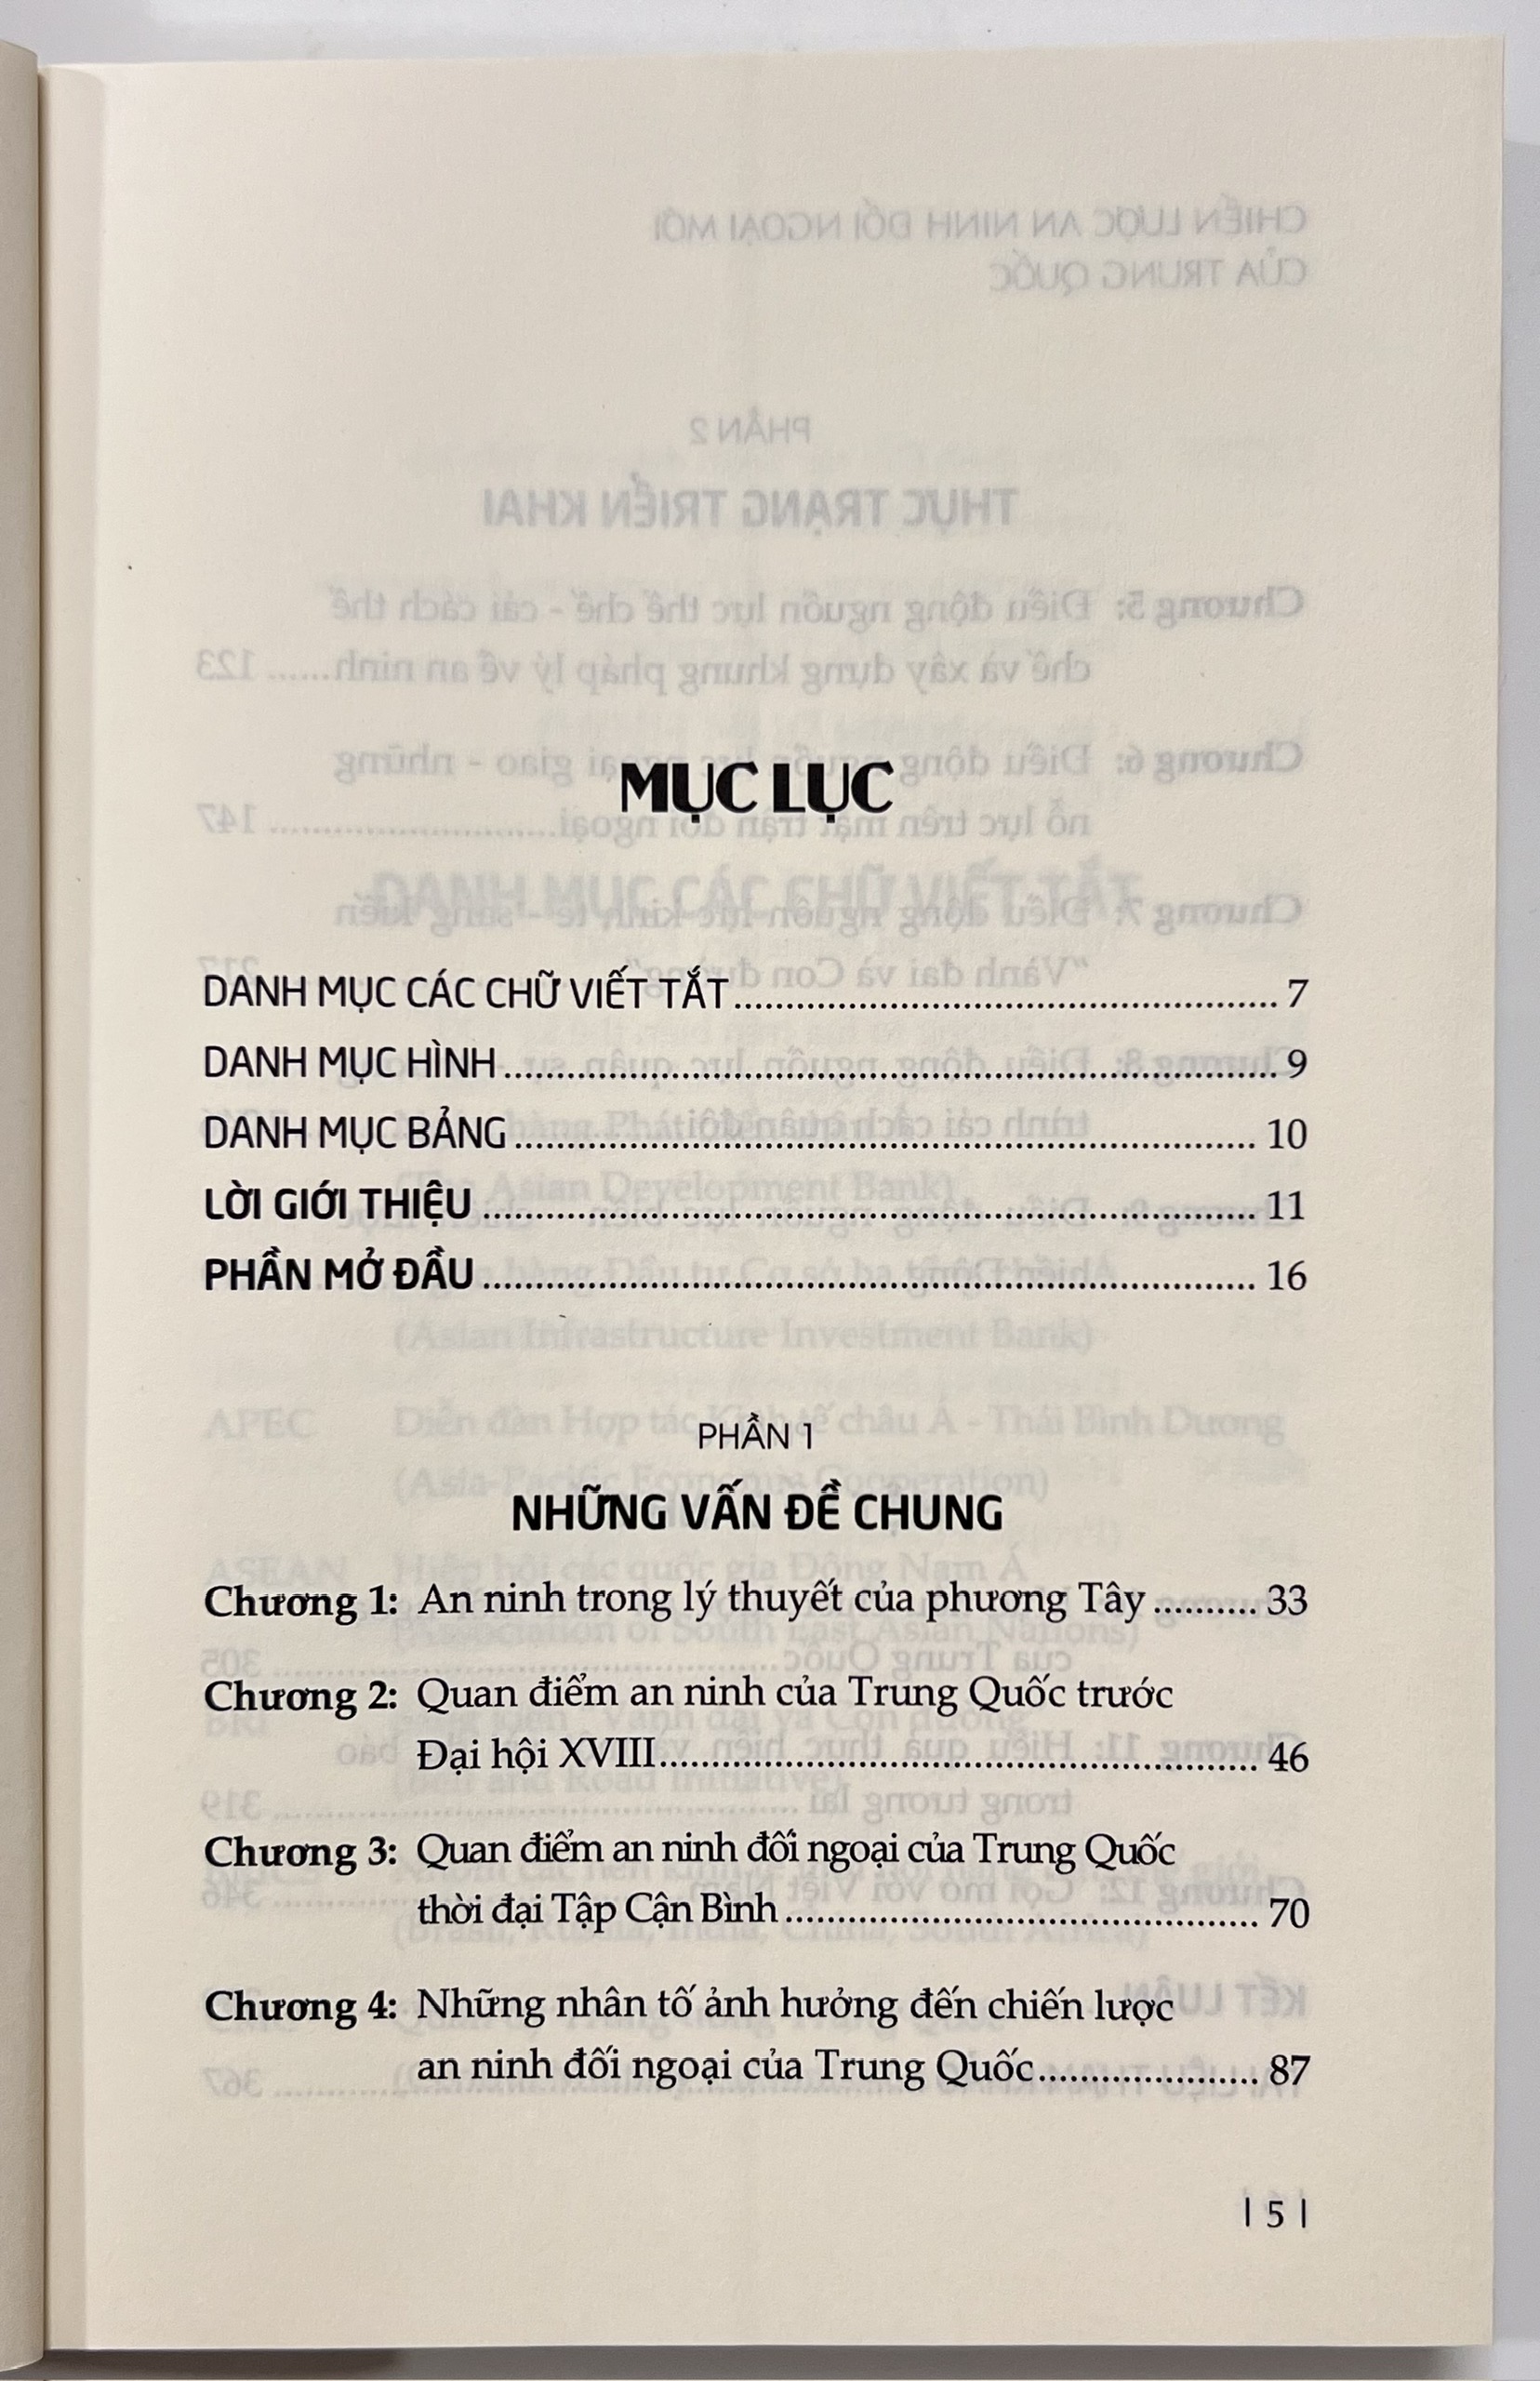 MỤC LỤC
DANH MỤC CÁC CHỮ VIẾT TẮT.................................................... 7
DANH MỤC HÌNH.......................................................................... 9
DANH MỤC BẢNG....................................................................... 10
LỜI GIỚI THIỆU.......................................................................... 11
PHẦN MỞ ĐẦU.......................................................................... 16
PHẦN 1
NHỮNG VẤN ĐỀ CHUNG
Chương 1: An ninh trong lý thuyết của phương Tây.......... 33
Chương 2: Quan điểm an ninh của Trung Quốc trước
Đại hội XVIII......................................................... 46
Chương 3: Quan điểm an ninh đối ngoại của Trung Quốc
thời đại Tập Cận Bình............................................. 70
Chương 4: Những nhân tố ảnh hưởng đến chiến lược
an ninh đối ngoại của Trung Quốc..................... 87
| 5 |